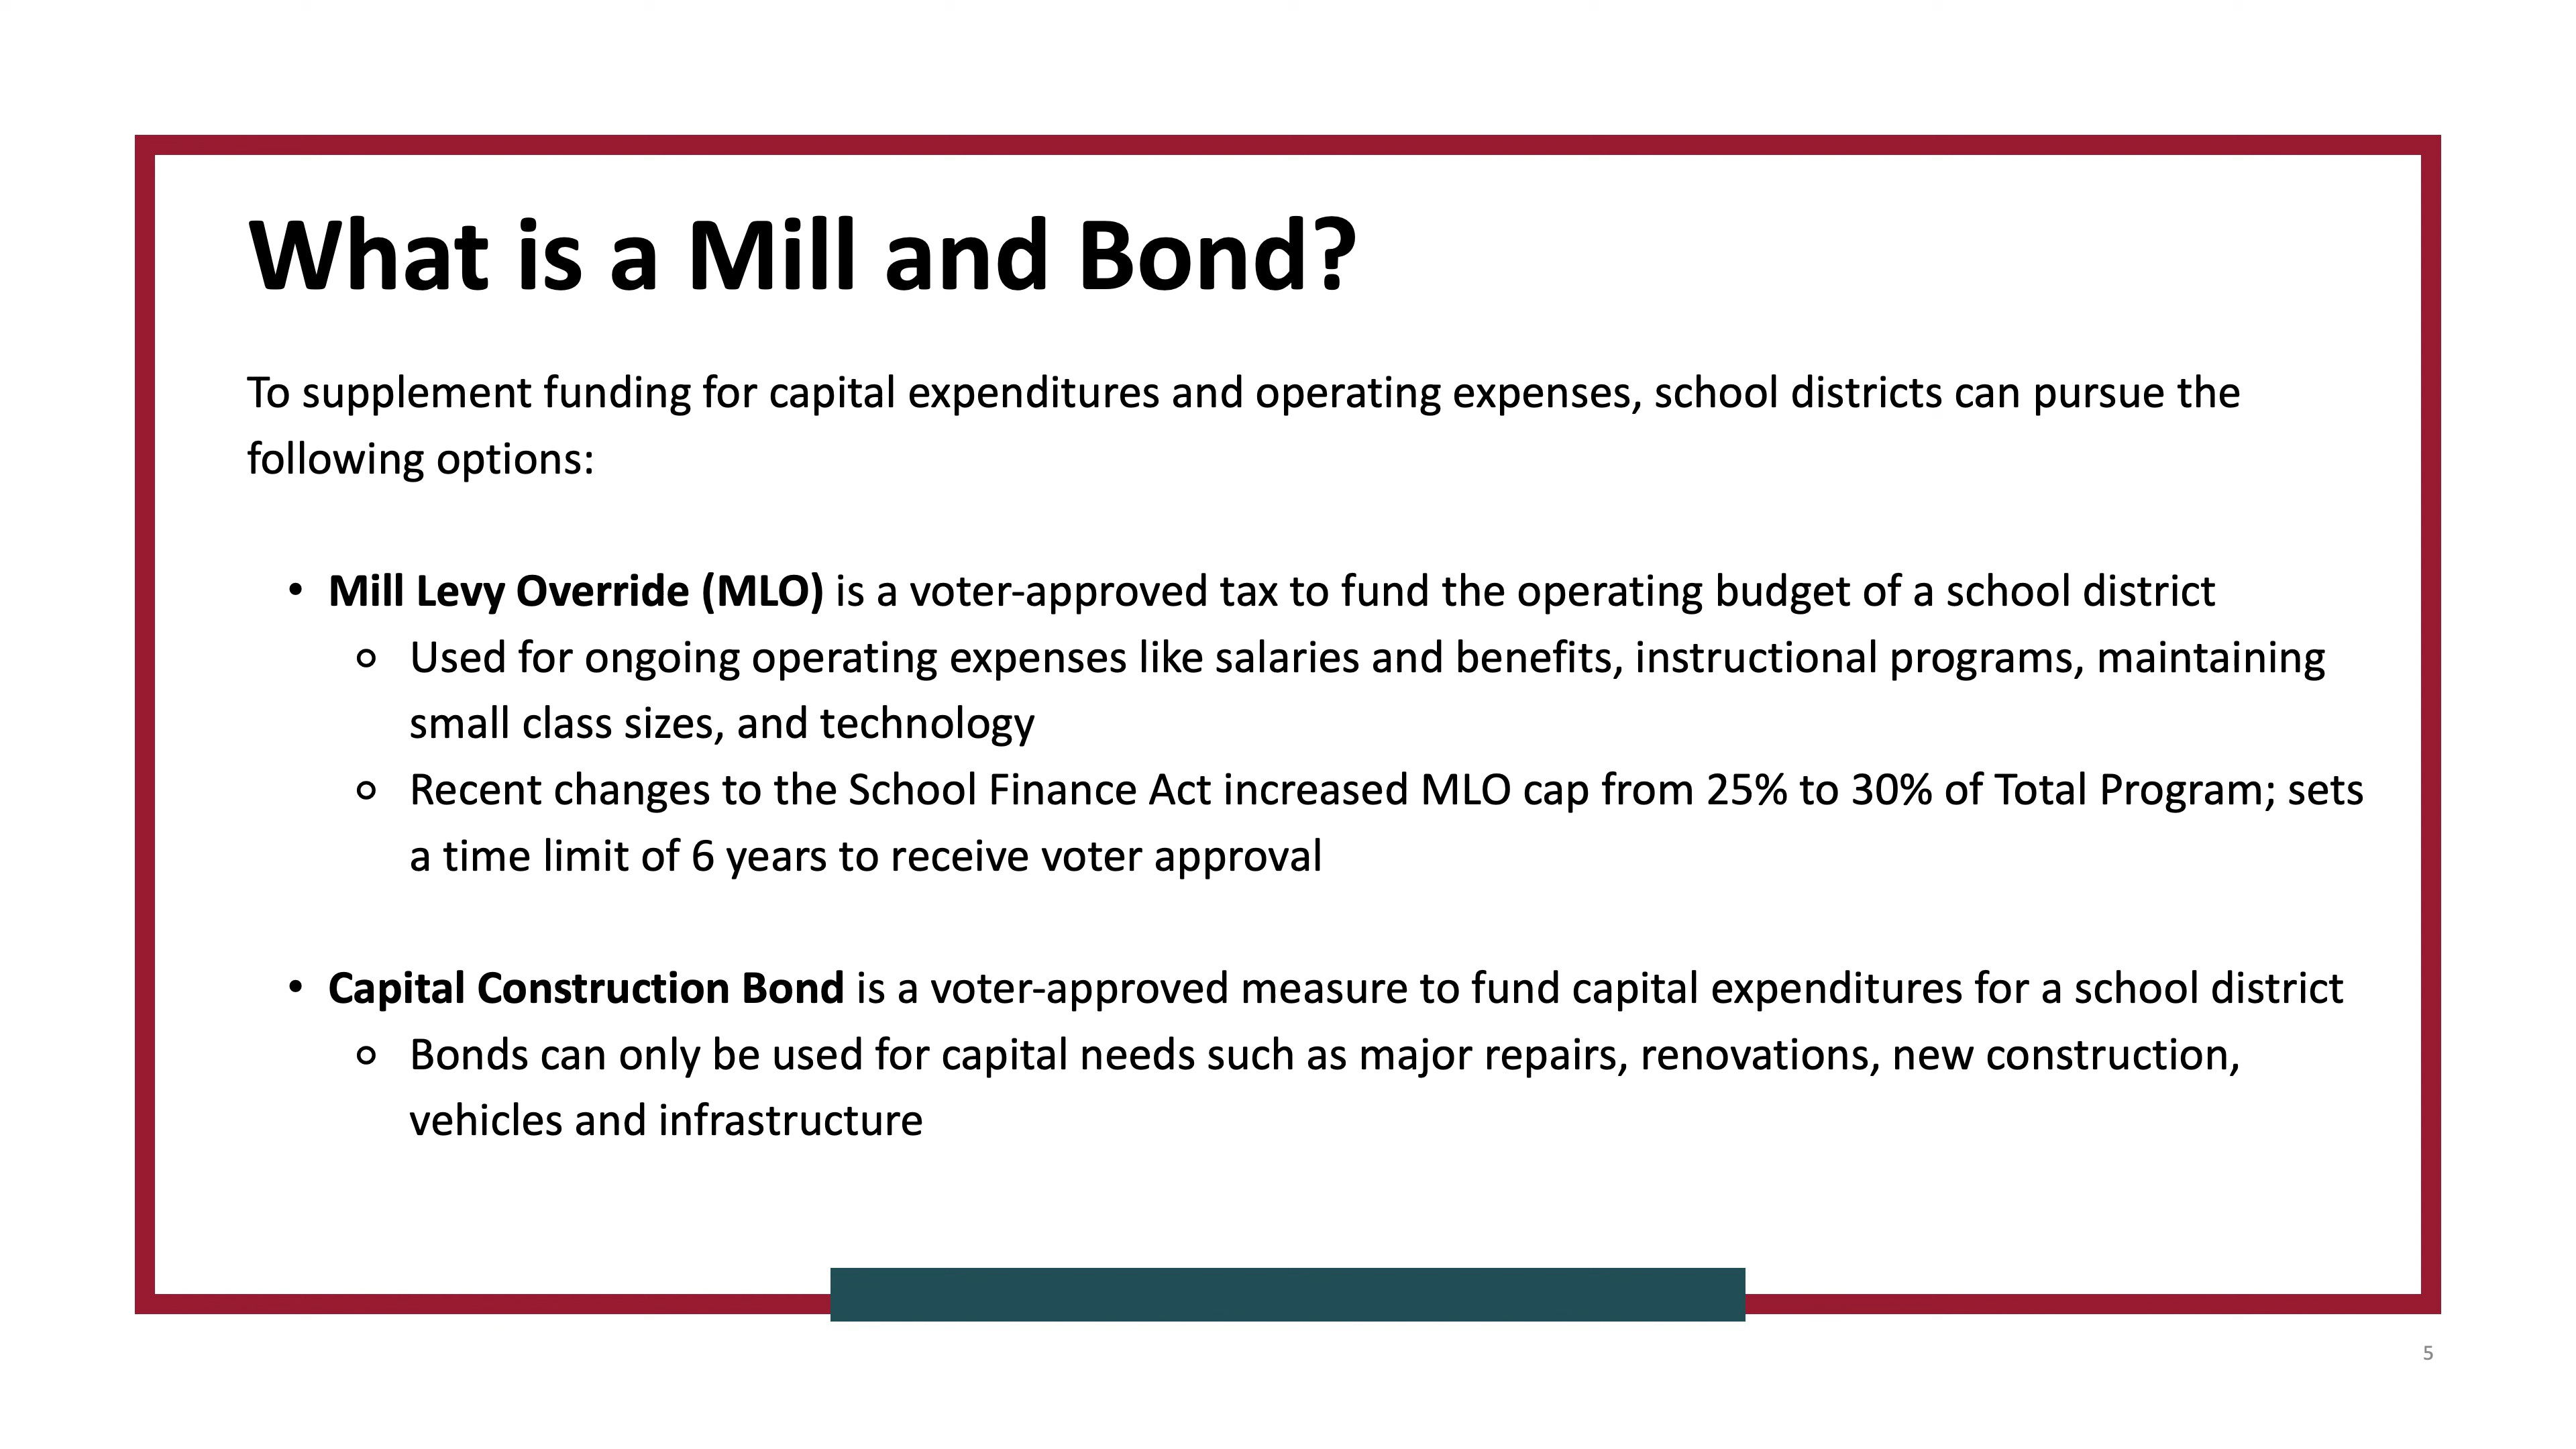 What is a Mill and Bond?
To supplement funding for capital expenditures and operating expenses, school districts can pursue the
following options:
• Mill Levy Override (MLO) is a voter-approved tax to fund the operating budget of a school district
○ Used for ongoing operating expenses like salaries and benefits, instructional programs, maintaining
small class sizes, and technology
○ Recent changes to the School Finance Act increased MLO cap from 25% to 30% of Total Program; sets
a time limit of 6 years to receive voter approval
• Capital Construction Bond is a voter-approved measure to fund capital expenditures for a school district
○ Bonds can only be used for capital needs such as major repairs, renovations, new construction,
vehicles and infrastructure
5